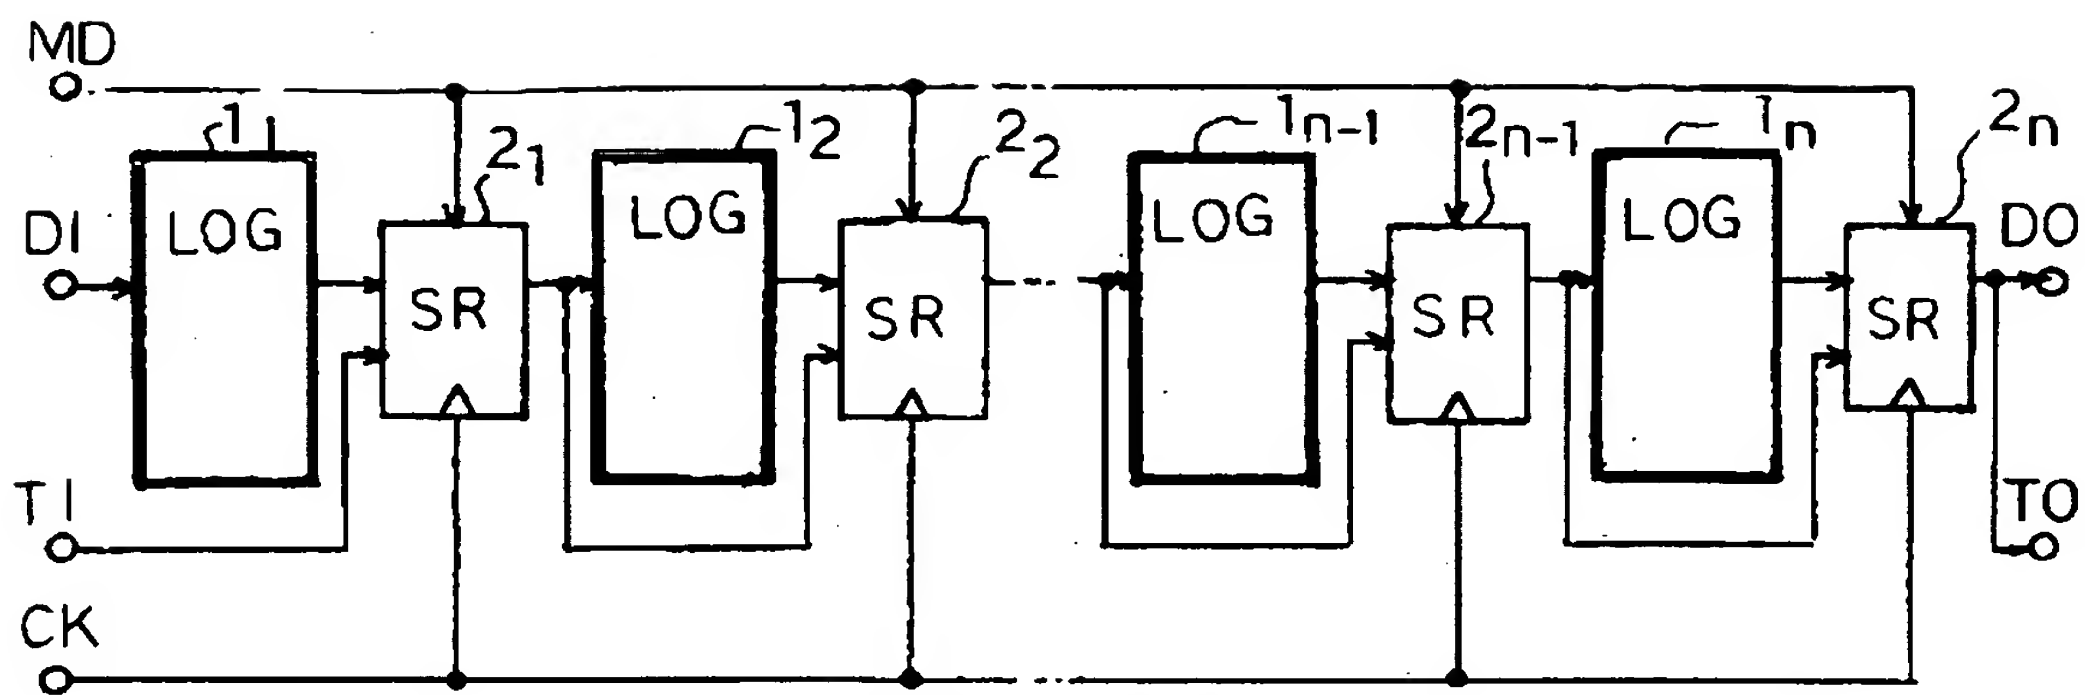 MD
1₁
2₁
1₂
2₂
1n-1
2n-1
1n
2n
DI
LOG
LOG
LOG
LOG
DO
SR
SR
SR
SR
TI
TO
CK